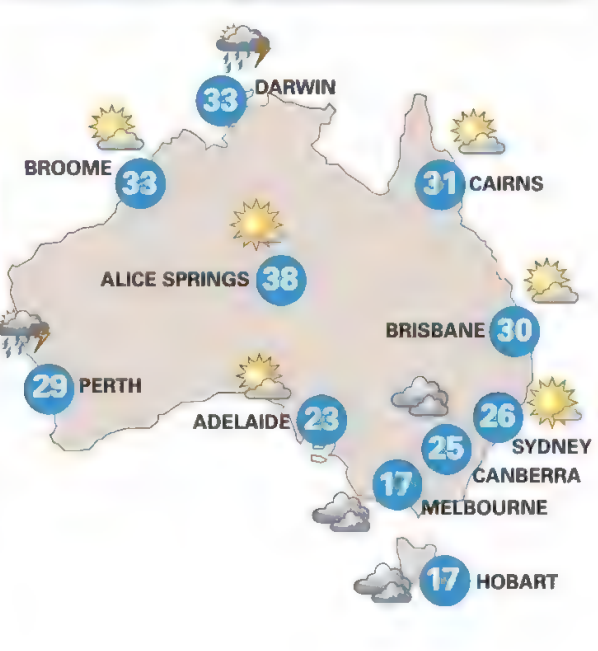 33 DARWIN
BROOME 33
31 CAIRNS
ALICE SPRINGS 38
BRISBANE 30
29 PERTH
ADELAIDE 23
26 SYDNEY
25 CANBERRA
17 MELBOURNE
17 HOBART